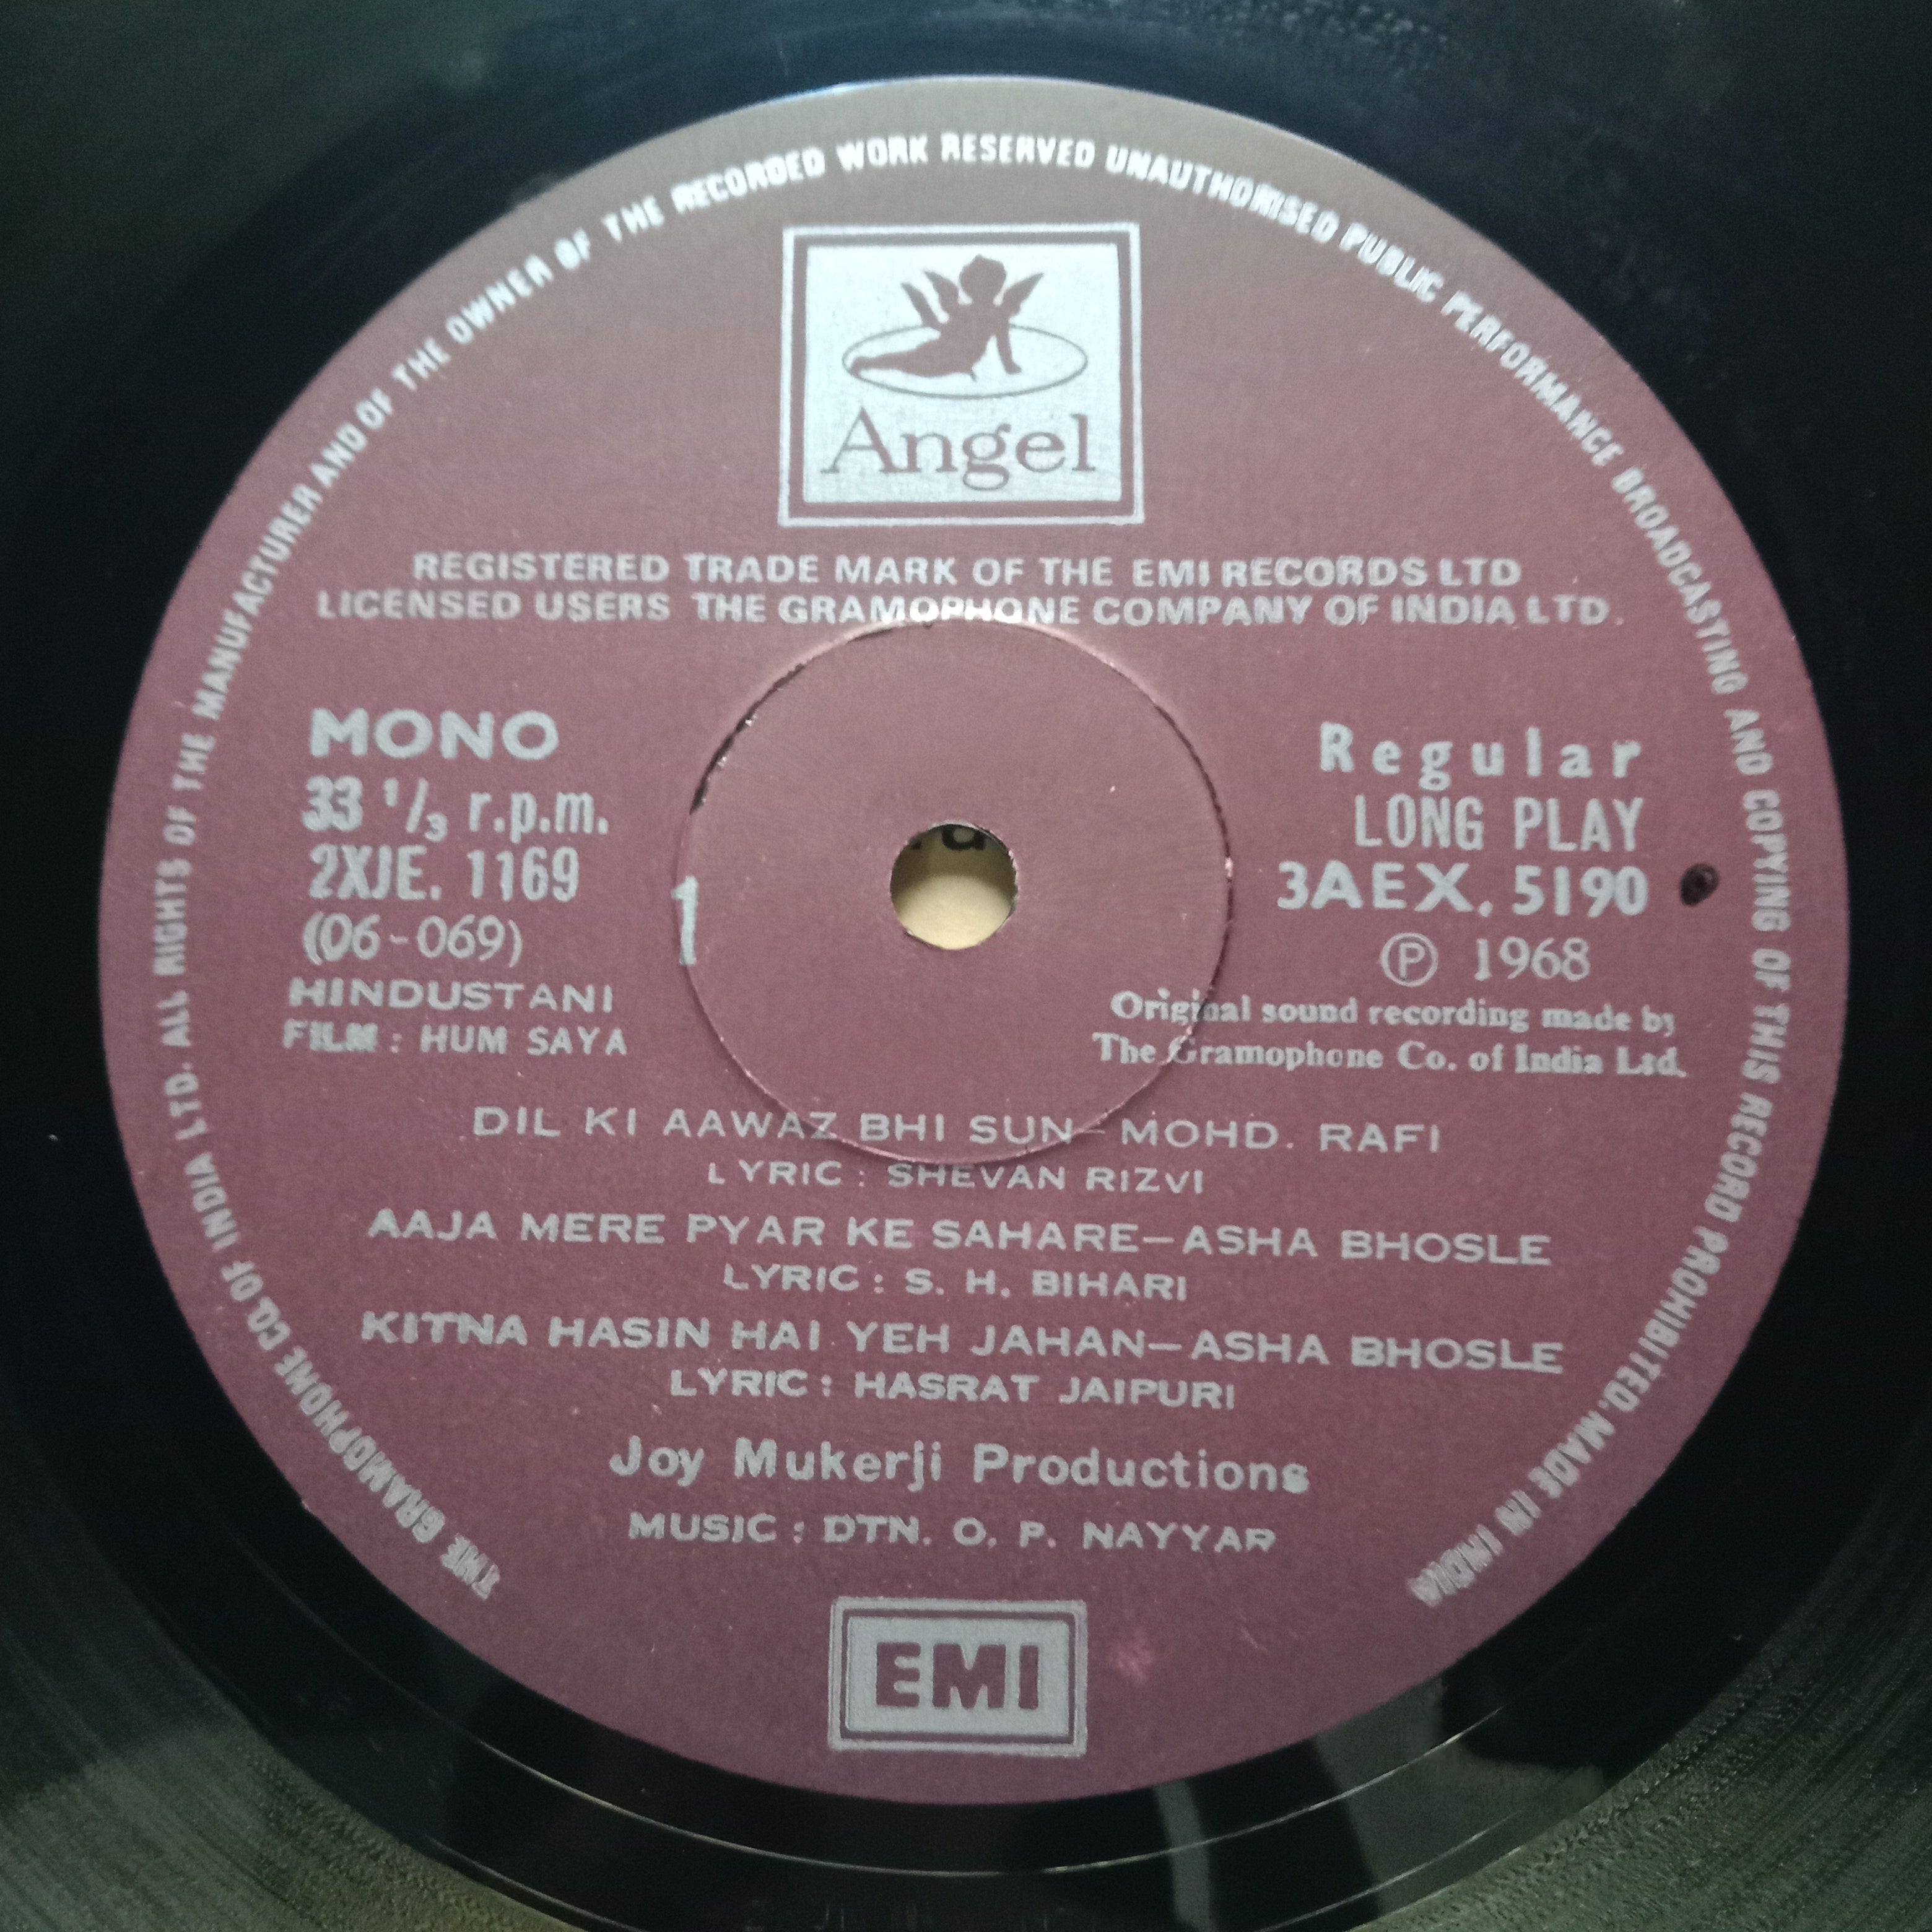 THE GRAMOPHONE CO. OF INDIA LTD. ALL RIGHTS OF THE MANUFACTURER AND OF THE OWNER OF THE RECORDED WORK RESERVED UNAUTHORISED PUBLIC PERFORMANCE BROADCASTING AND COPYING OF THIS RECORD PROHIBITED. MADE IN INDIA
Angel
REGISTERED TRADE MARK OF THE EMI RECORDS LTD
LICENSED USERS THE GRAMOPHONE COMPANY OF INDIA LTD.
MONO
33 1/3 r.p.m.
2XJE. 1169
(06-069)
HINDUSTANI
FILM : HUM SAYA
1
Regular
LONG PLAY
3AEX. 5190
Ⓟ 1968
Original sound recording made by
The Gramophone Co. of India Ltd.
DIL KI AAWAZ BHI SUN—MOHD. RAFI
LYRIC : SHEVAN RIZVI
AAJA MERE PYAR KE SAHARE—ASHA BHOSLE
LYRIC : S. H. BIHARI
KITNA HASIN HAI YEH JAHAN—ASHA BHOSLE
LYRIC : HASRAT JAIPURI
Joy Mukerji Productions
MUSIC : DTN. O. P. NAYYAR
EMI